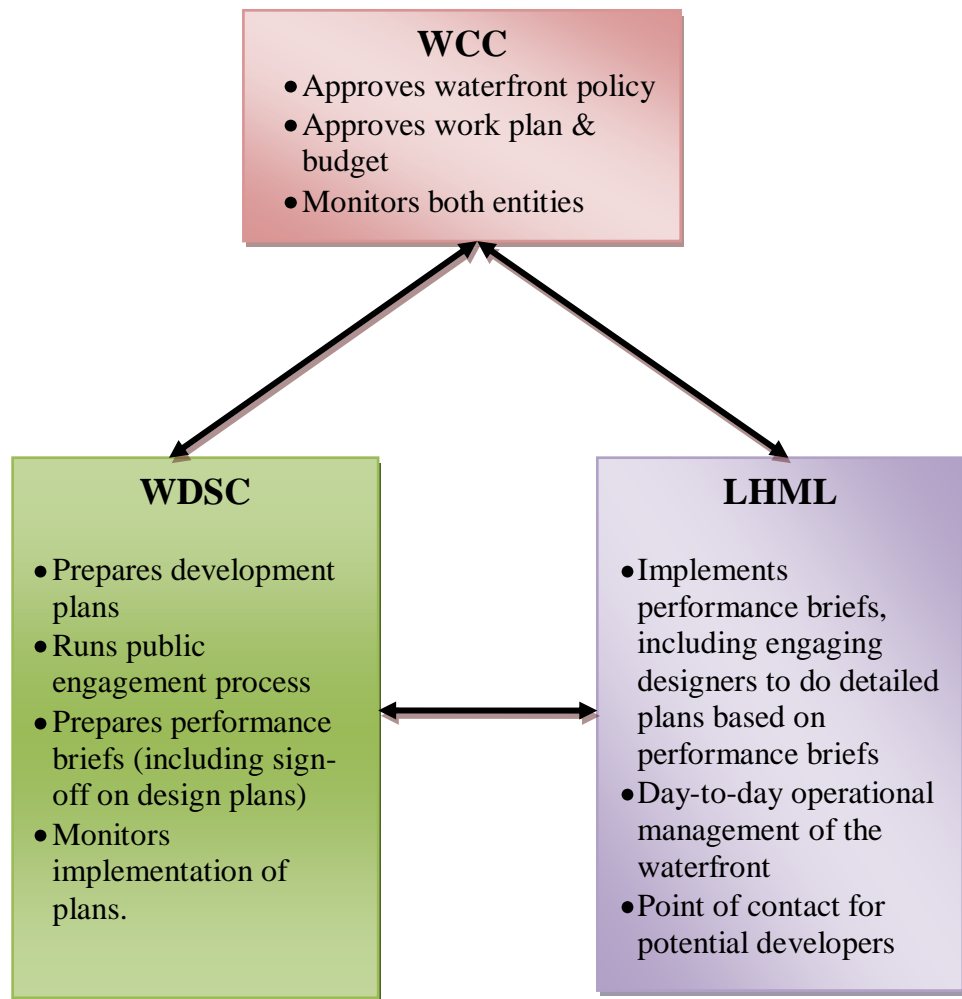 WCC
• Approves waterfront policy
• Approves work plan &
budget
• Monitors both entities
WDSC
• Prepares development
plans
• Runs public
engagement process
• Prepares performance
briefs (including sign-
off on design plans)
• Monitors
implementation of
plans.
LHML
• Implements
performance briefs,
including engaging
designers to do detailed
plans based on
performance briefs
• Day-to-day operational
management of the
waterfront
• Point of contact for
potential developers